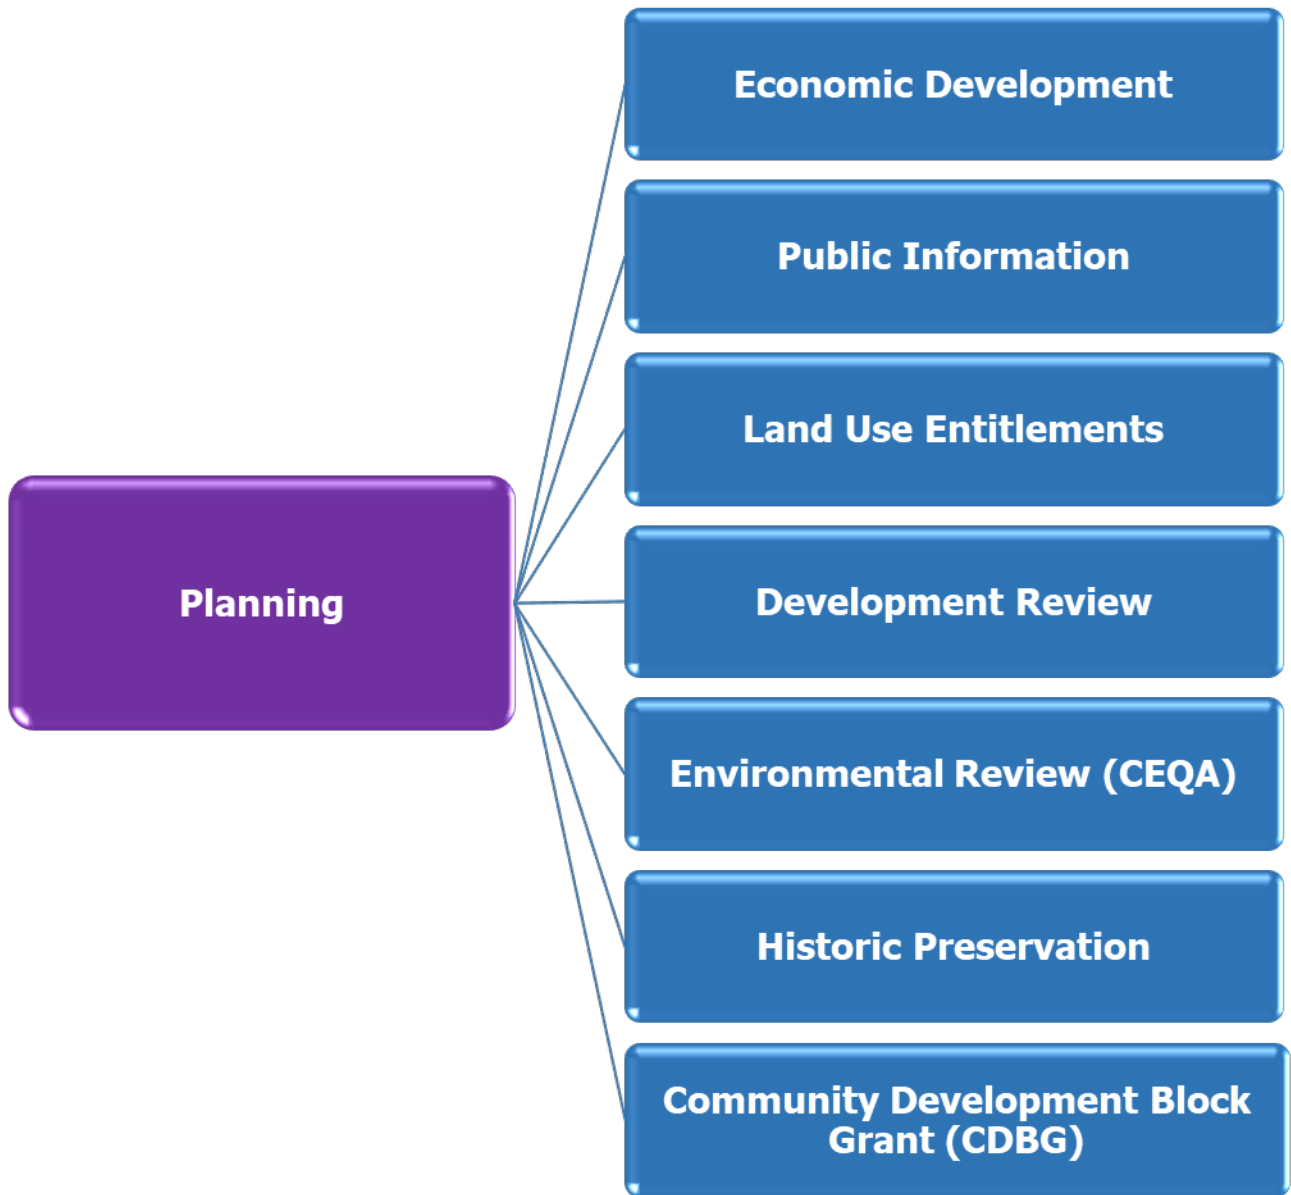 Economic Development
Public Information
Land Use Entitlements
Planning
Development Review
Environmental Review (CEQA)
Historic Preservation
Community Development Block
Grant (CDBG)